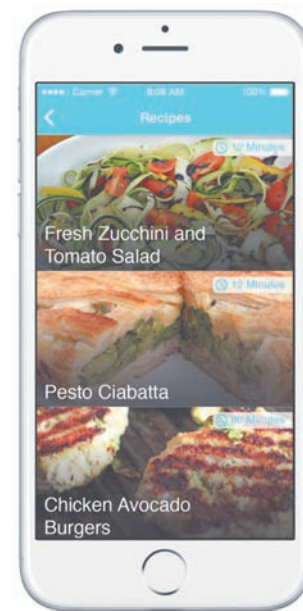 Carrier 8:08 AM 100%
Recipes
12 Minutes
Fresh Zucchini and
Tomato Salad
12 Minutes
Pesto Ciabatta
Minutes
Chicken Avocado
Burgers